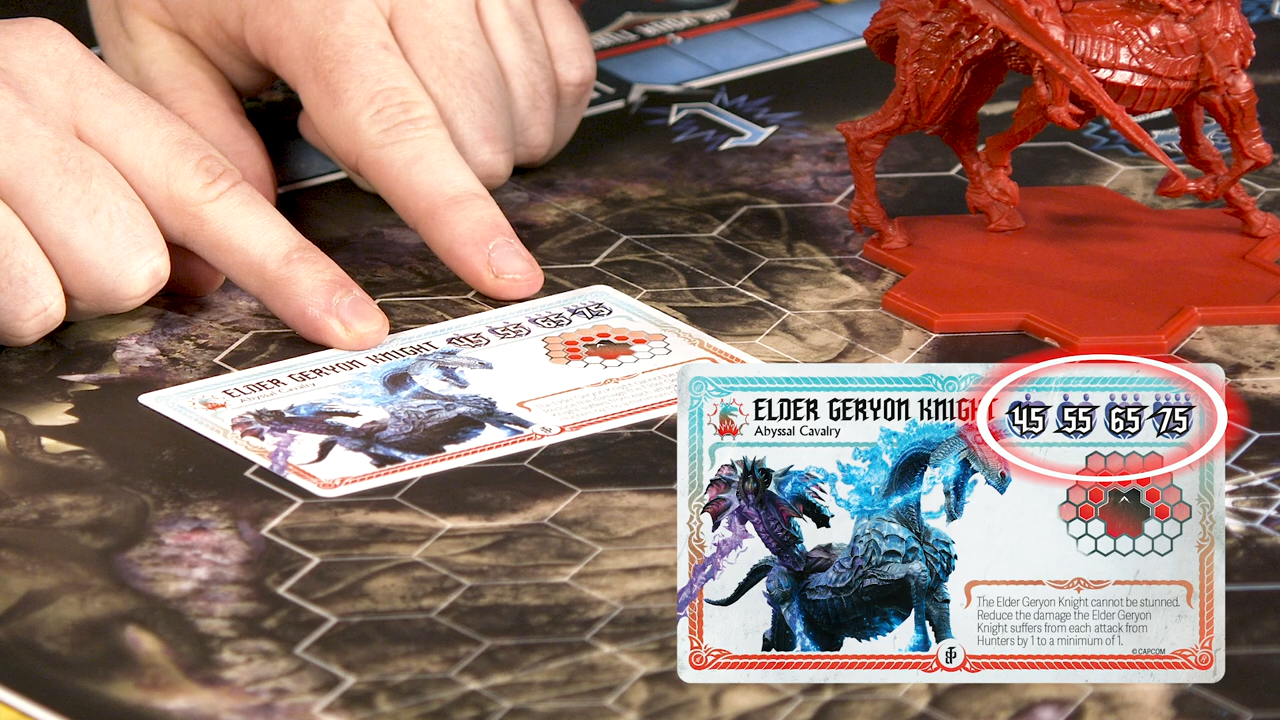 ELDER GERYON KNIGHT 45 55 65 75
Abyssal Cavalry
ELDER GERYON KNIGHT 45 55 65 75
Abyssal Cavalry
The Elder Geryon Knight cannot be stunned.
Reduce the damage the Elder Geryon
Knight suffers from each attack from
Hunters by 1 to a minimum of 1.
© CAPCOM